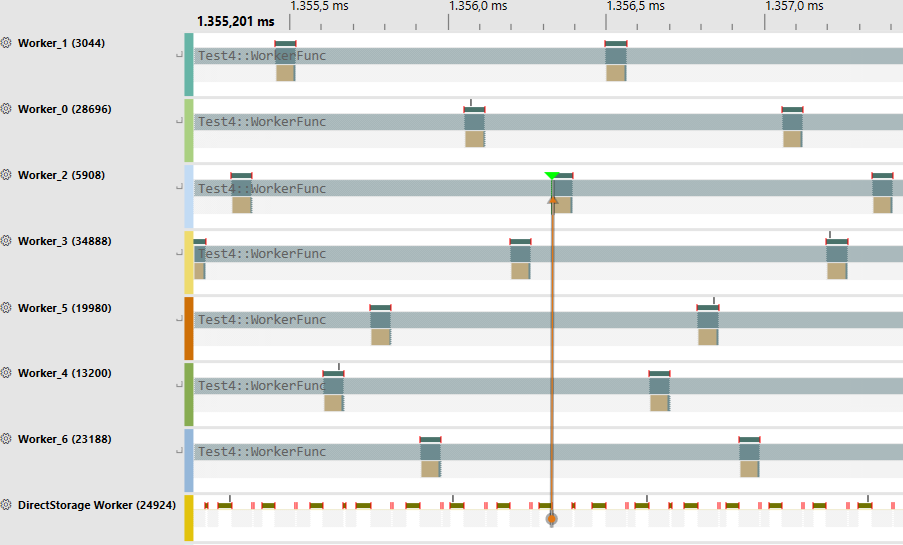 1.355,201 ms
1.355,5 ms
1.356,0 ms
1.356,5 ms
1.357,0 ms
Worker_1 (3044)
Test4::WorkerFunc
Worker_0 (28696)
Test4::WorkerFunc
Worker_2 (5908)
Test4::WorkerFunc
Worker_3 (34888)
Test4::WorkerFunc
Worker_5 (19980)
Test4::WorkerFunc
Worker_4 (13200)
Test4::WorkerFunc
Worker_6 (23188)
Test4::WorkerFunc
DirectStorage Worker (24924)